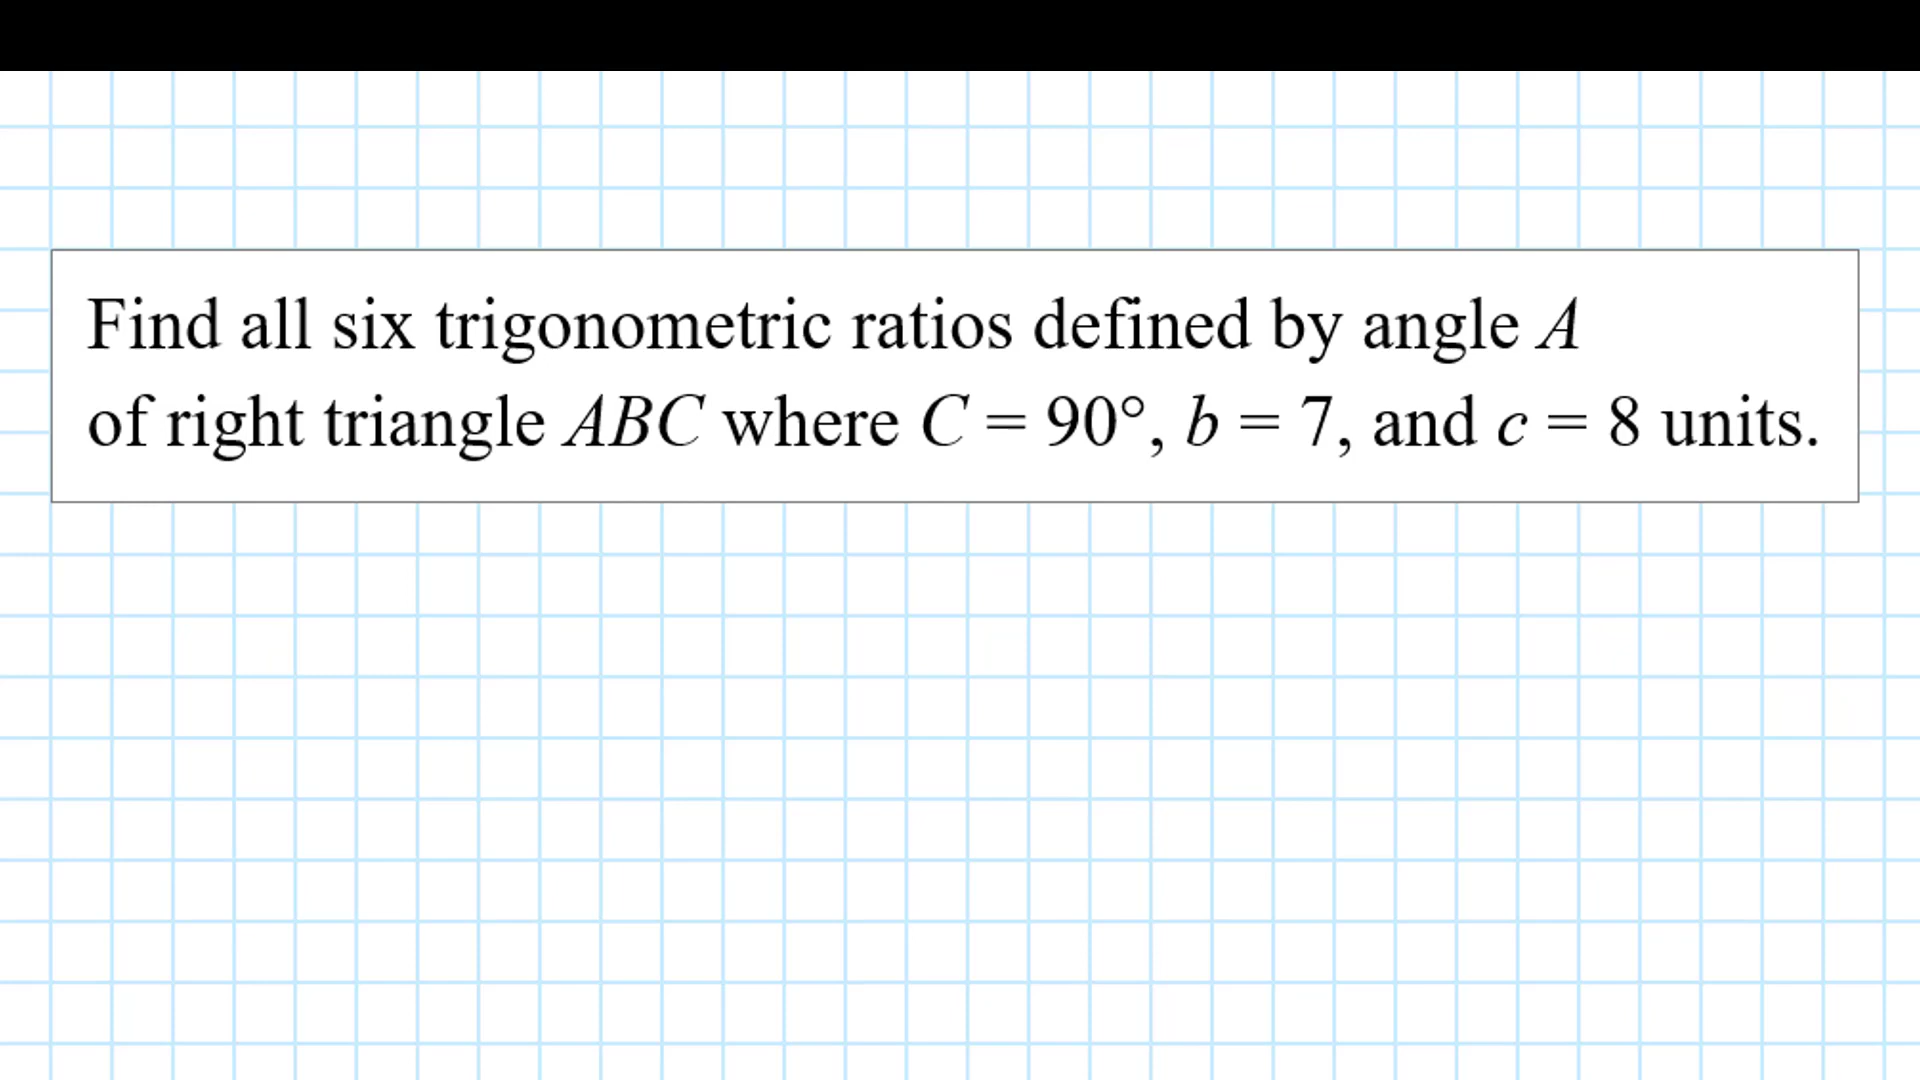 Find all six trigonometric ratios defined by angle A
of right triangle ABC where C = 90°, b = 7, and c = 8 units.